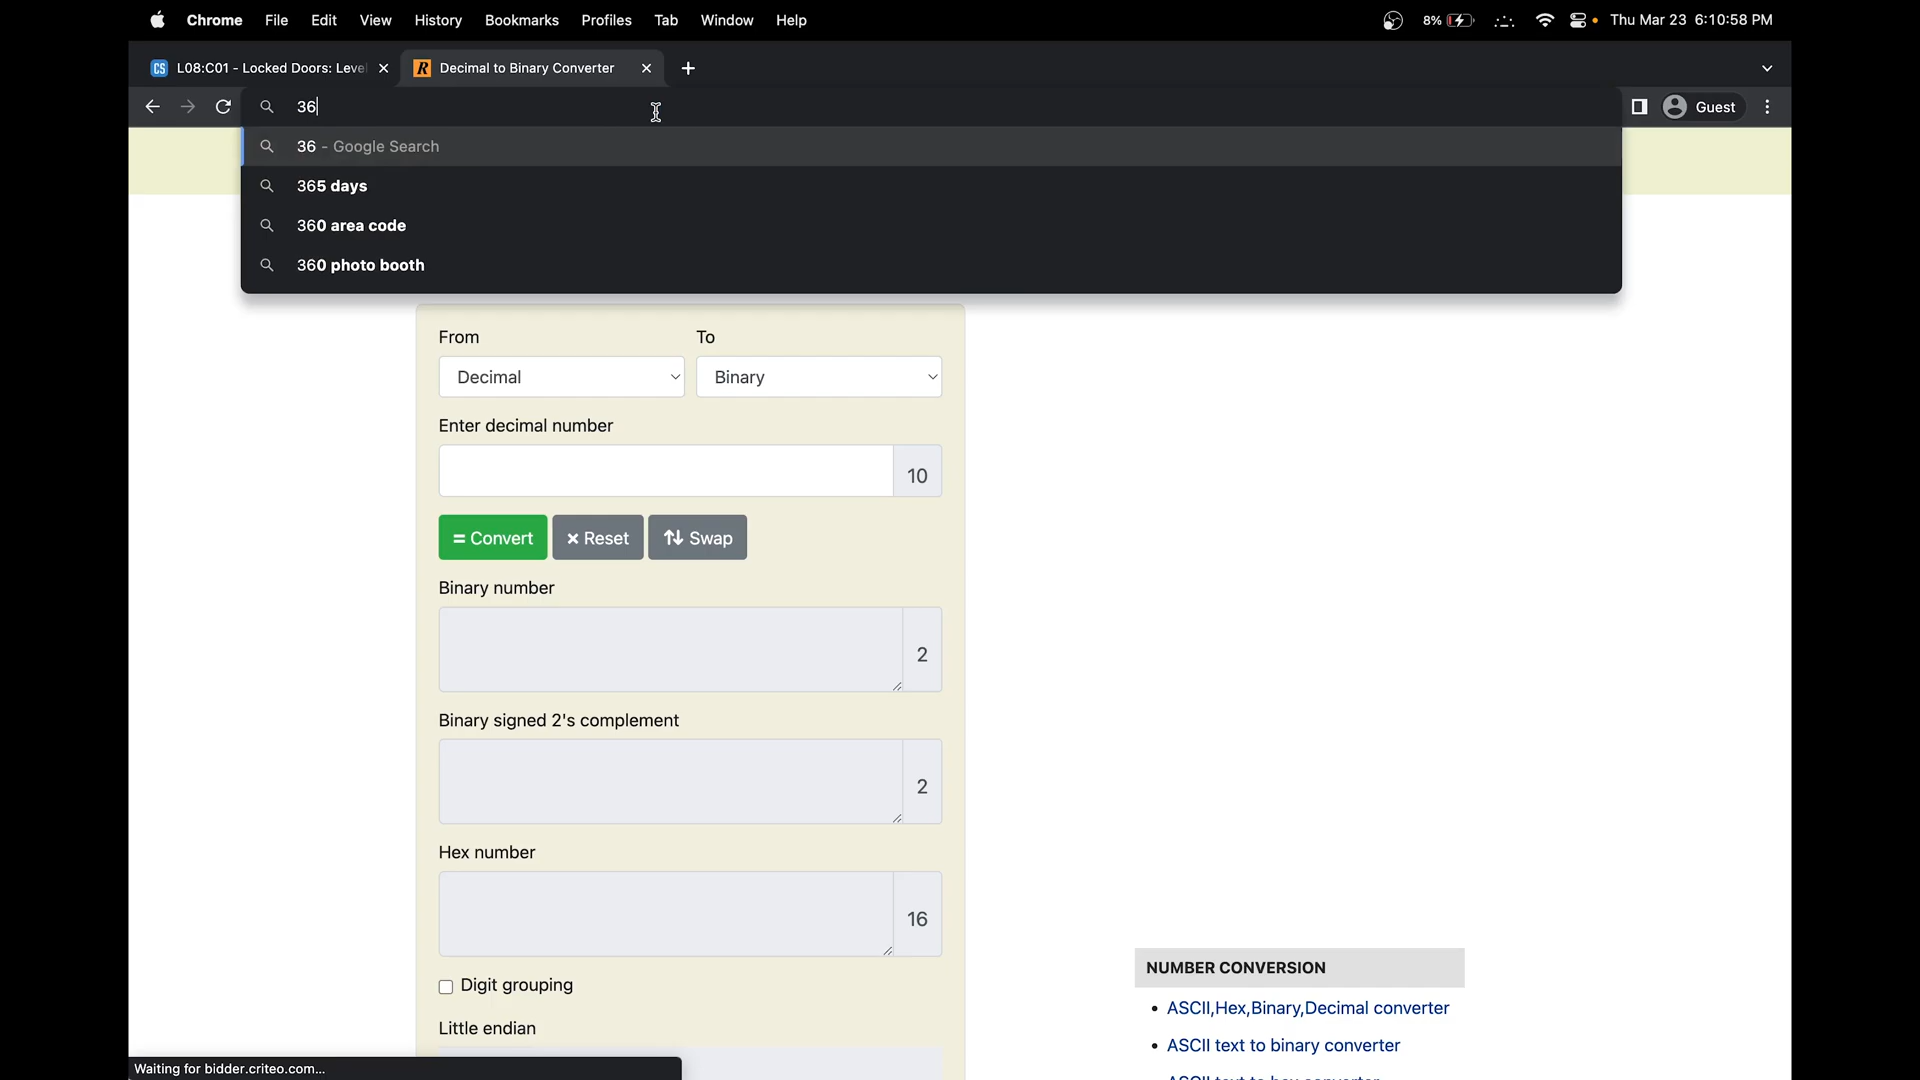 Chrome File Edit View History Bookmarks Profiles Tab Window Help 8% Thu Mar 23 6:10:58 PM
CS L08:C01 - Locked Doors: Leve R Decimal to Binary Converter
36 Guest
36 - Google Search
365 days
360 area code
360 photo booth
From To
Decimal Binary
Enter decimal number
10
= Convert × Reset Swap
Binary number
2
Binary signed 2's complement
2
Hex number
16
Digit grouping
Little endian
NUMBER CONVERSION
• ASCII,Hex,Binary,Decimal converter
• ASCII text to binary converter
Waiting for bidder.criteo.com...